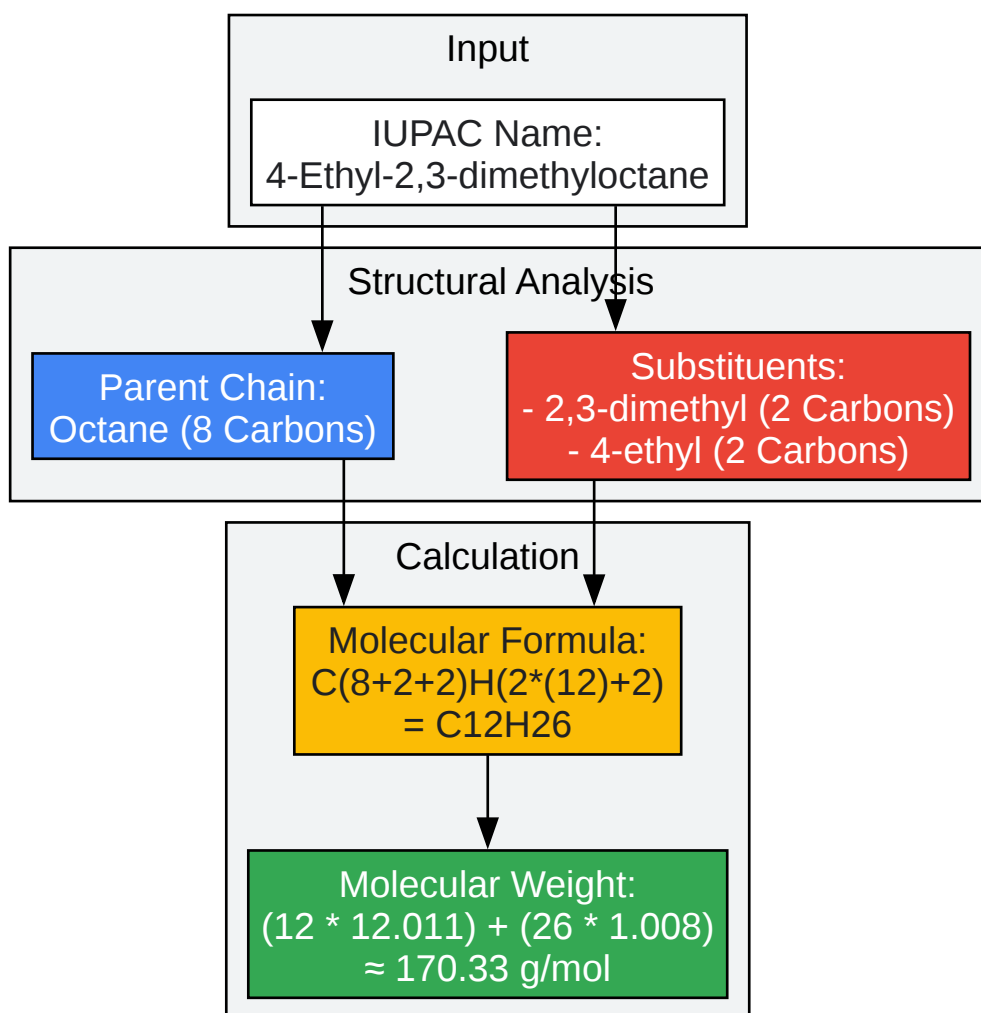 Input
IUPAC Name:
4-Ethyl-2,3-dimethyloctane
Structural Analysis
Parent Chain:
Octane (8 Carbons)
Substituents:
- 2,3-dimethyl (2 Carbons)
- 4-ethyl (2 Carbons)
Calculation
Molecular Formula:
C(8+2+2)H(2*(12)+2)
= C12H26
Molecular Weight:
(12 * 12.011) + (26 * 1.008)
≈ 170.33 g/mol